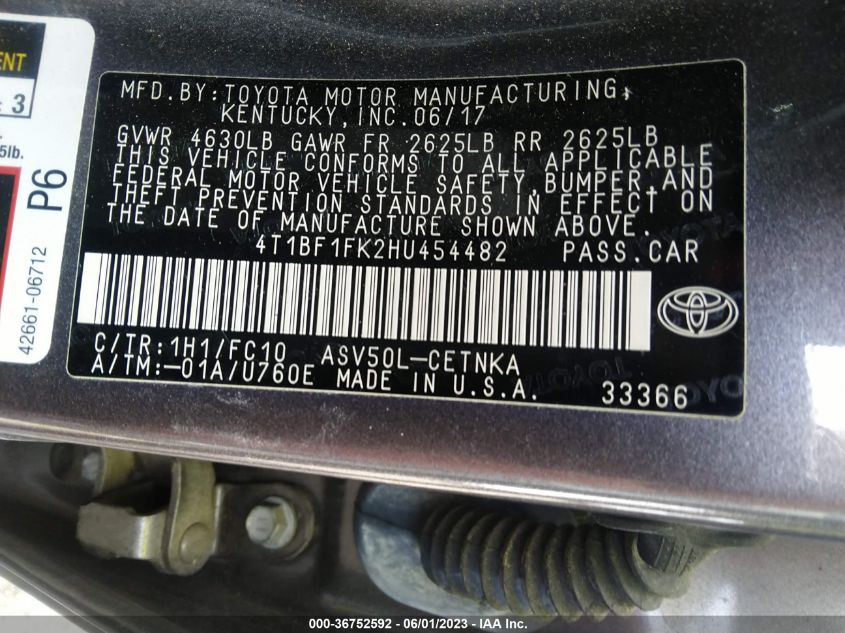 ENT
3
5lb.
P6
42661-06712
MFD.BY:TOYOTA MOTOR MANUFACTURING,
KENTUCKY,INC.06/17
GVWR 4630LB GAWR FR 2625LB RR 2625LB
THIS VEHICLE CONFORMS TO ALL APPLICABLE
FEDERAL MOTOR VEHICLE SAFETY,BUMPER,AND
THEFT PREVENTION STANDARDS IN EFFECT ON
THE DATE OF MANUFACTURE SHOWN ABOVE.
4T1BF1FK2HU454482 PASS.CAR
C/TR:1H1/FC10 ASV50L-CETNKA
A/TM:-01A/U760E MADE IN U.S.A. 33366
000-36752592 - 06/01/2023 - IAA Inc.